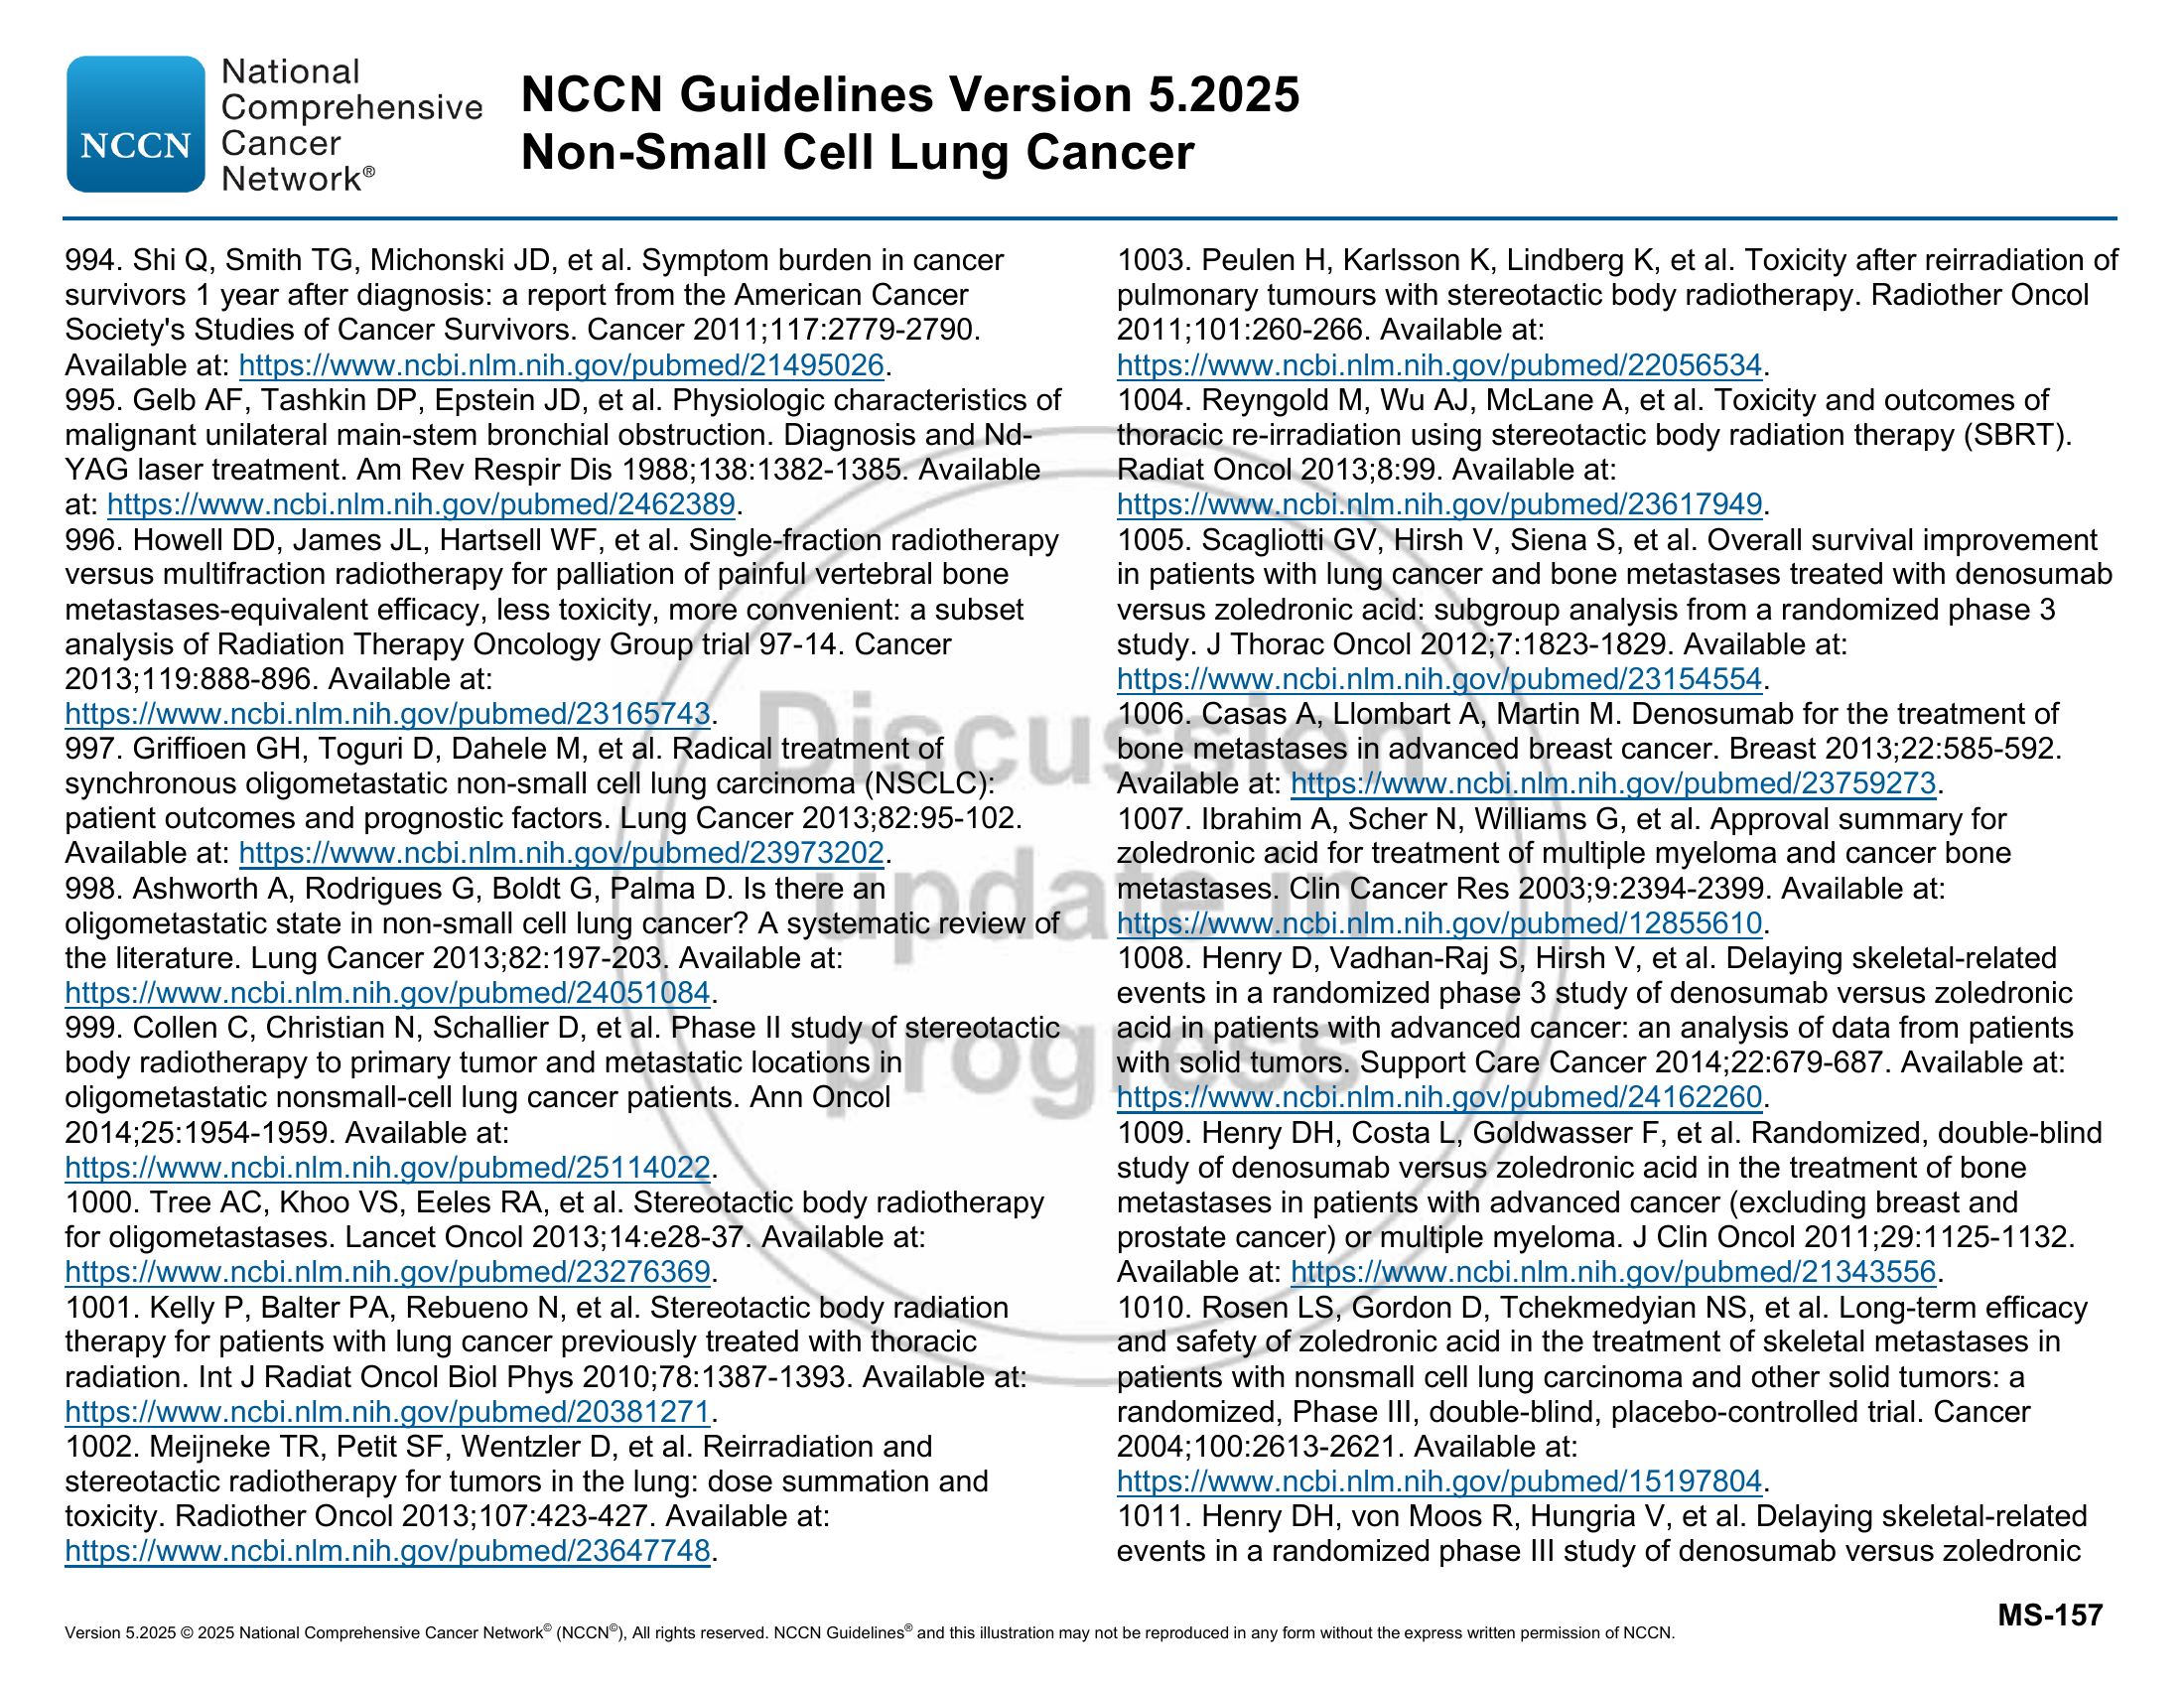 NCCN
National
Comprehensive
Cancer
Network®
NCCN Guidelines Version 5.2025
Non-Small Cell Lung Cancer
994. Shi Q, Smith TG, Michonski JD, et al. Symptom burden in cancer
survivors 1 year after diagnosis: a report from the American Cancer
Society's Studies of Cancer Survivors. Cancer 2011;117:2779-2790.
Available at: https://www.ncbi.nlm.nih.gov/pubmed/21495026.
995. Gelb AF, Tashkin DP, Epstein JD, et al. Physiologic characteristics of
malignant unilateral main-stem bronchial obstruction. Diagnosis and Nd-
YAG laser treatment. Am Rev Respir Dis 1988;138:1382-1385. Available
at: https://www.ncbi.nlm.nih.gov/pubmed/2462389.
996. Howell DD, James JL, Hartsell WF, et al. Single-fraction radiotherapy
versus multifraction radiotherapy for palliation of painful vertebral bone
metastases-equivalent efficacy, less toxicity, more convenient: a subset
analysis of Radiation Therapy Oncology Group trial 97-14. Cancer
2013;119:888-896. Available at:
https://www.ncbi.nlm.nih.gov/pubmed/23165743.
997. Griffioen GH, Toguri D, Dahele M, et al. Radical treatment of
synchronous oligometastatic non-small cell lung carcinoma (NSCLC):
patient outcomes and prognostic factors. Lung Cancer 2013;82:95-102.
Available at: https://www.ncbi.nlm.nih.gov/pubmed/23973202.
998. Ashworth A, Rodrigues G, Boldt G, Palma D. Is there an
oligometastatic state in non-small cell lung cancer? A systematic review of
the literature. Lung Cancer 2013;82:197-203. Available at:
https://www.ncbi.nlm.nih.gov/pubmed/24051084.
999. Collen C, Christian N, Schallier D, et al. Phase II study of stereotactic
body radiotherapy to primary tumor and metastatic locations in
oligometastatic nonsmall-cell lung cancer patients. Ann Oncol
2014;25:1954-1959. Available at:
https://www.ncbi.nlm.nih.gov/pubmed/25114022.
1000. Tree AC, Khoo VS, Eeles RA, et al. Stereotactic body radiotherapy
for oligometastases. Lancet Oncol 2013;14:e28-37. Available at:
https://www.ncbi.nlm.nih.gov/pubmed/23276369.
1001. Kelly P, Balter PA, Rebueno N, et al. Stereotactic body radiation
therapy for patients with lung cancer previously treated with thoracic
radiation. Int J Radiat Oncol Biol Phys 2010;78:1387-1393. Available at:
https://www.ncbi.nlm.nih.gov/pubmed/20381271.
1002. Meijneke TR, Petit SF, Wentzler D, et al. Reirradiation and
stereotactic radiotherapy for tumors in the lung: dose summation and
toxicity. Radiother Oncol 2013;107:423-427. Available at:
https://www.ncbi.nlm.nih.gov/pubmed/23647748.
1003. Peulen H, Karlsson K, Lindberg K, et al. Toxicity after reirradiation of
pulmonary tumours with stereotactic body radiotherapy. Radiother Oncol
2011;101:260-266. Available at:
https://www.ncbi.nlm.nih.gov/pubmed/22056534.
1004. Reyngold M, Wu AJ, McLane A, et al. Toxicity and outcomes of
thoracic re-irradiation using stereotactic body radiation therapy (SBRT).
Radiat Oncol 2013;8:99. Available at:
https://www.ncbi.nlm.nih.gov/pubmed/23617949.
1005. Scagliotti GV, Hirsh V, Siena S, et al. Overall survival improvement
in patients with lung cancer and bone metastases treated with denosumab
versus zoledronic acid: subgroup analysis from a randomized phase 3
study. J Thorac Oncol 2012;7:1823-1829. Available at:
https://www.ncbi.nlm.nih.gov/pubmed/23154554.
1006. Casas A, Llombart A, Martin M. Denosumab for the treatment of
bone metastases in advanced breast cancer. Breast 2013;22:585-592.
Available at: https://www.ncbi.nlm.nih.gov/pubmed/23759273.
1007. Ibrahim A, Scher N, Williams G, et al. Approval summary for
zoledronic acid for treatment of multiple myeloma and cancer bone
metastases. Clin Cancer Res 2003;9:2394-2399. Available at:
https://www.ncbi.nlm.nih.gov/pubmed/12855610.
1008. Henry D, Vadhan-Raj S, Hirsh V, et al. Delaying skeletal-related
events in a randomized phase 3 study of denosumab versus zoledronic
acid in patients with advanced cancer: an analysis of data from patients
with solid tumors. Support Care Cancer 2014;22:679-687. Available at:
https://www.ncbi.nlm.nih.gov/pubmed/24162260.
1009. Henry DH, Costa L, Goldwasser F, et al. Randomized, double-blind
study of denosumab versus zoledronic acid in the treatment of bone
metastases in patients with advanced cancer (excluding breast and
prostate cancer) or multiple myeloma. J Clin Oncol 2011;29:1125-1132.
Available at: https://www.ncbi.nlm.nih.gov/pubmed/21343556.
1010. Rosen LS, Gordon D, Tchekmedyian NS, et al. Long-term efficacy
and safety of zoledronic acid in the treatment of skeletal metastases in
patients with nonsmall cell lung carcinoma and other solid tumors: a
randomized, Phase III, double-blind, placebo-controlled trial. Cancer
2004;100:2613-2621. Available at:
https://www.ncbi.nlm.nih.gov/pubmed/15197804.
1011. Henry DH, von Moos R, Hungria V, et al. Delaying skeletal-related
events in a randomized phase III study of denosumab versus zoledronic
Discussion
update in
progress
MS-157
Version 5.2025 © 2025 National Comprehensive Cancer Network© (NCCN©), All rights reserved. NCCN Guidelines® and this illustration may not be reproduced in any form without the express written permission of NCCN.